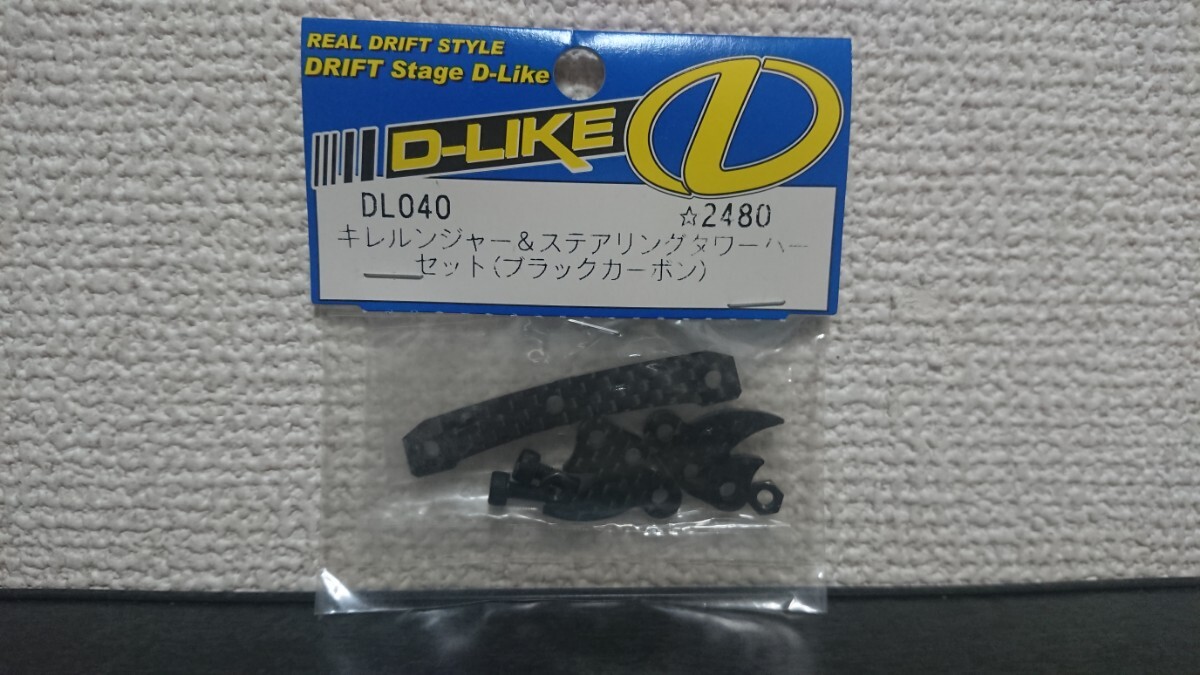 REAL DRIFT STYLE
DRIFT Stage D-Like
D-LIKE
D
DL040 ☆2480
キレルンジャー&ステアリングタワーバー
セット(ブラックカーボン)